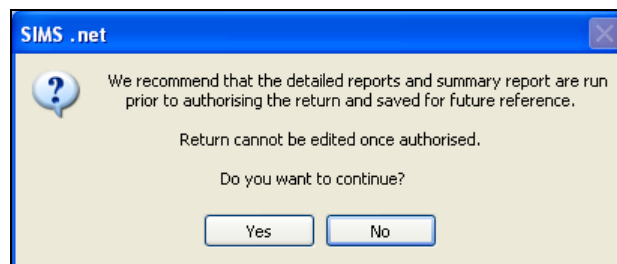 SIMS .net
We recommend that the detailed reports and summary report are run
prior to authorising the return and saved for future reference.
Return cannot be edited once authorised.
Do you want to continue?
Yes
No